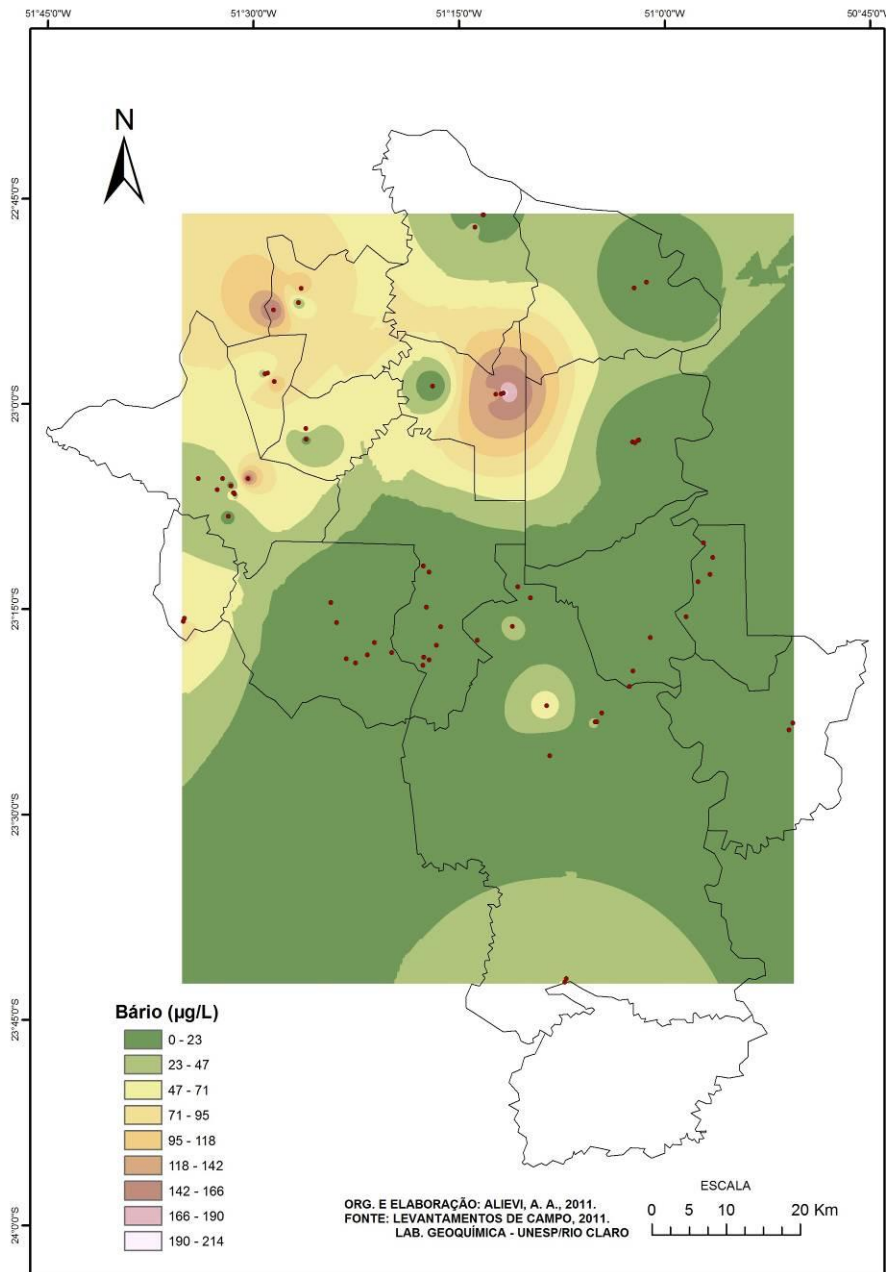 51°45'0"W
51°30'0"W
51°15'0"W
51°0'0"W
50°45'0"W
N
22°45'0"S
23°0'0"S
23°15'0"S
23°30'0"S
23°45'0"S
24°0'0"S
Bário (µg/L)
0 - 23
23 - 47
47 - 71
71 - 95
95 - 118
118 - 142
142 - 166
166 - 190
190 - 214
ORG. E ELABORAÇÃO: ALIEVI, A. A., 2011.
FONTE: LEVANTAMENTOS DE CAMPO, 2011.
LAB. GEOQUÍMICA - UNESP/RIO CLARO
ESCALA
0 5 10 20 Km